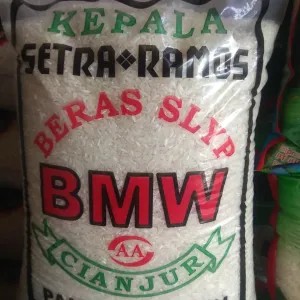 KEPALA
SETRA❖RAMOS
BERAS SLYP
BMW
AA
CIANJUR